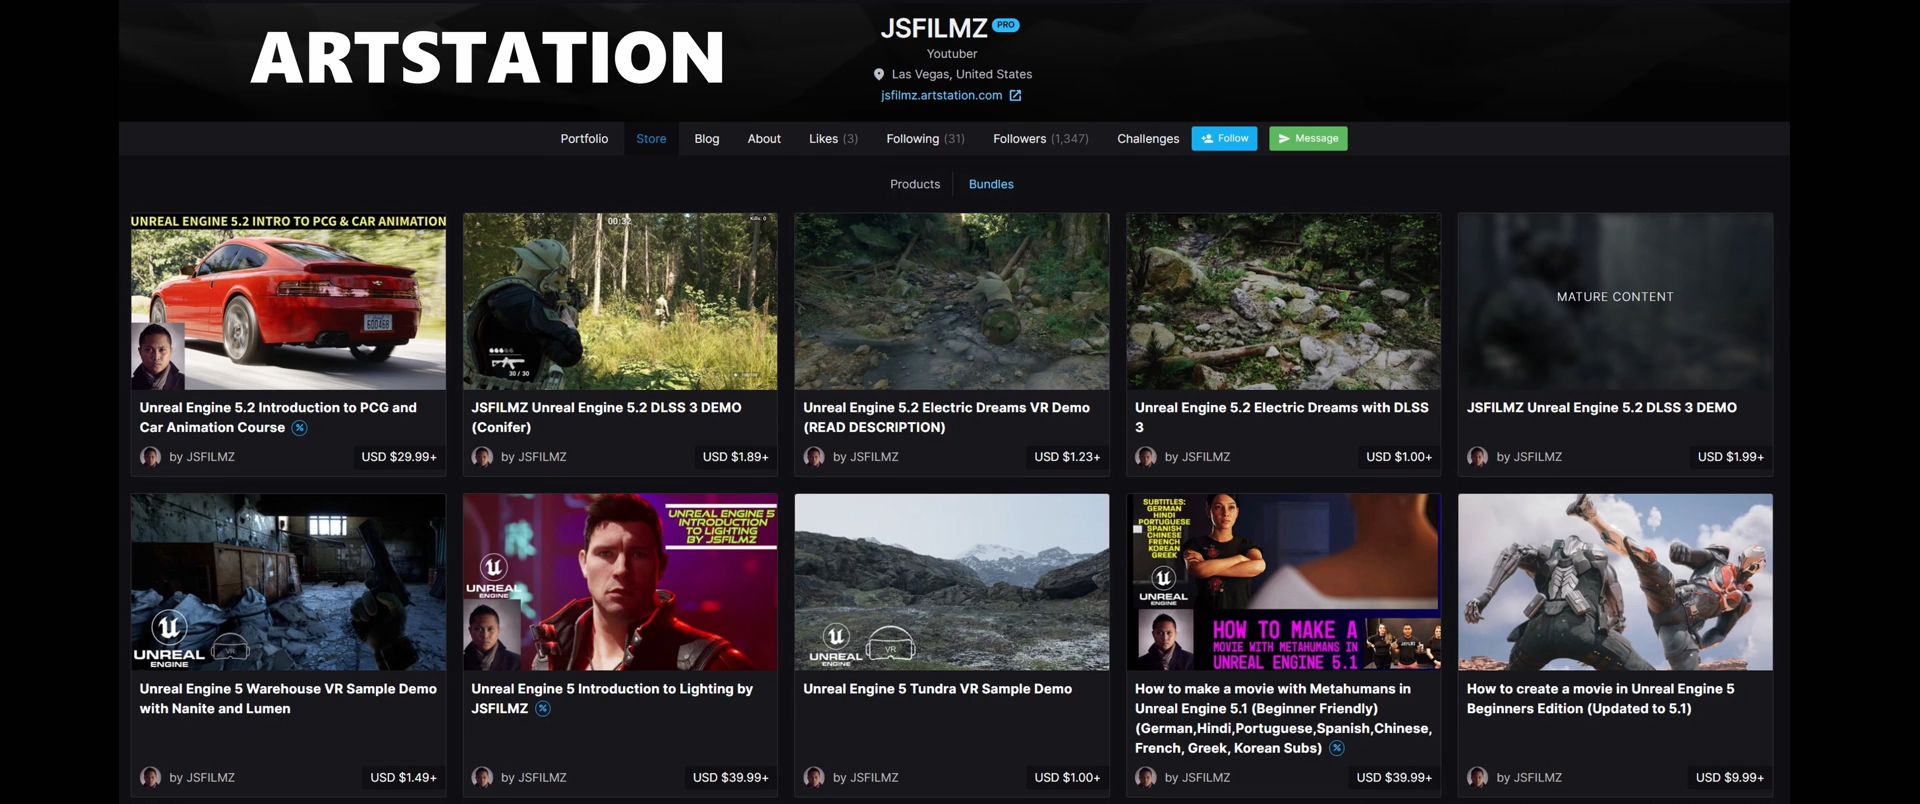 ARTSTATION
JSFILMZ PRO
Youtuber
Las Vegas, United States
jsfilmz.artstation.com
Portfolio Store Blog About Likes (3) Following (31) Followers (1,347) Challenges Follow Message
Products Bundles
UNREAL ENGINE 5.2 INTRO TO PCG & CAR ANIMATION
600468
Unreal Engine 5.2 Introduction to PCG and
Car Animation Course
by JSFILMZ USD $29.99+
00:32
Kills: 0
30 / 30
JSFILMZ Unreal Engine 5.2 DLSS 3 DEMO
(Conifer)
by JSFILMZ USD $1.89+
Unreal Engine 5.2 Electric Dreams VR Demo
(READ DESCRIPTION)
by JSFILMZ USD $1.23+
Unreal Engine 5.2 Electric Dreams with DLSS
3
by JSFILMZ USD $1.00+
MATURE CONTENT
JSFILMZ Unreal Engine 5.2 DLSS 3 DEMO
by JSFILMZ USD $1.99+
UNREAL
ENGINE
VR
Unreal Engine 5 Warehouse VR Sample Demo
with Nanite and Lumen
by JSFILMZ USD $1.49+
UNREAL ENGINE 5
INTRODUCTION
TO LIGHTING
BY JSFILMZ
UNREAL
ENGINE
Unreal Engine 5 Introduction to Lighting by
JSFILMZ
by JSFILMZ USD $39.99+
UNREAL
ENGINE
VR
Unreal Engine 5 Tundra VR Sample Demo
by JSFILMZ USD $1.00+
SUBTITLES:
GERMAN
HINDI
PORTUGUESE
SPANISH
CHINESE
FRENCH
KOREAN
GREEK
UNREAL
ENGINE
HOW TO MAKE A
MOVIE WITH METAHUMANS IN
UNREAL ENGINE 5.1
How to make a movie with Metahumans in
Unreal Engine 5.1 (Beginner Friendly)
(German,Hindi,Portuguese,Spanish,Chinese,
French, Greek, Korean Subs)
by JSFILMZ USD $39.99+
How to create a movie in Unreal Engine 5
Beginners Edition (Updated to 5.1)
by JSFILMZ USD $9.99+